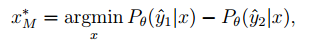 x*_M = argmin_x P_θ(ŷ_1|x) − P_θ(ŷ_2|x),